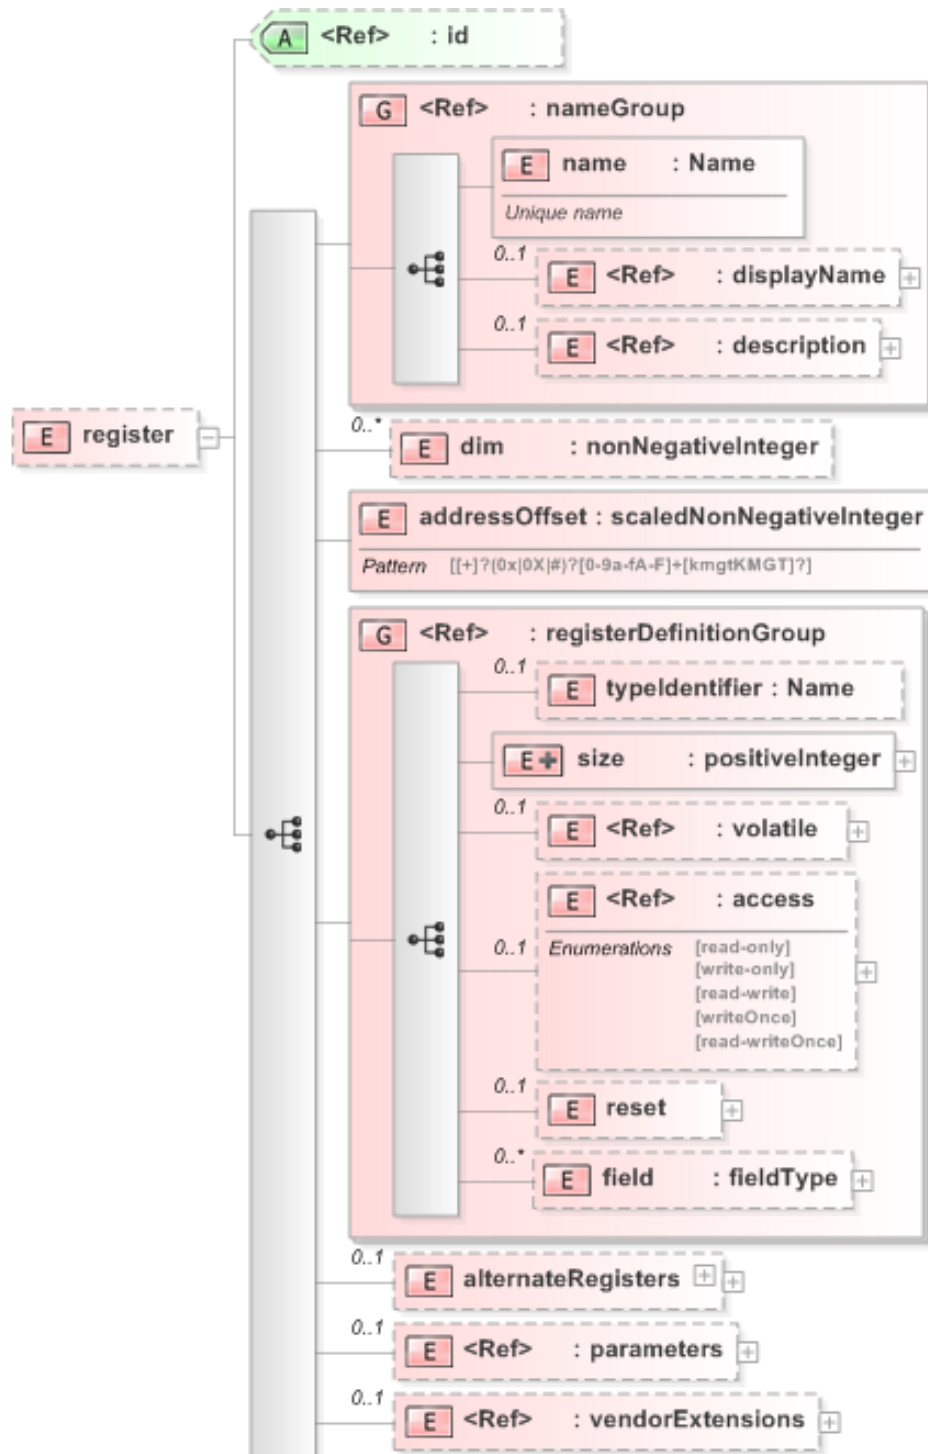 A <Ref> : id
G <Ref> : nameGroup
E name : Name
Unique name
0..1
E <Ref> : displayName
0..1
E <Ref> : description
E register
0..*
E dim : nonNegativeInteger
E addressOffset : scaledNonNegativeInteger
Pattern [[+]?(0x|0X|#)?[0-9a-fA-F]+[kmgtKMGT]?]
G <Ref> : registerDefinitionGroup
0..1
E typeIdentifier : Name
E size : positiveInteger
0..1
E <Ref> : volatile
E <Ref> : access
0..1 Enumerations [read-only]
[write-only]
[read-write]
[writeOnce]
[read-writeOnce]
0..1
E reset
0..*
E field : fieldType
0..1
E alternateRegisters
0..1
E <Ref> : parameters
0..1
E <Ref> : vendorExtensions